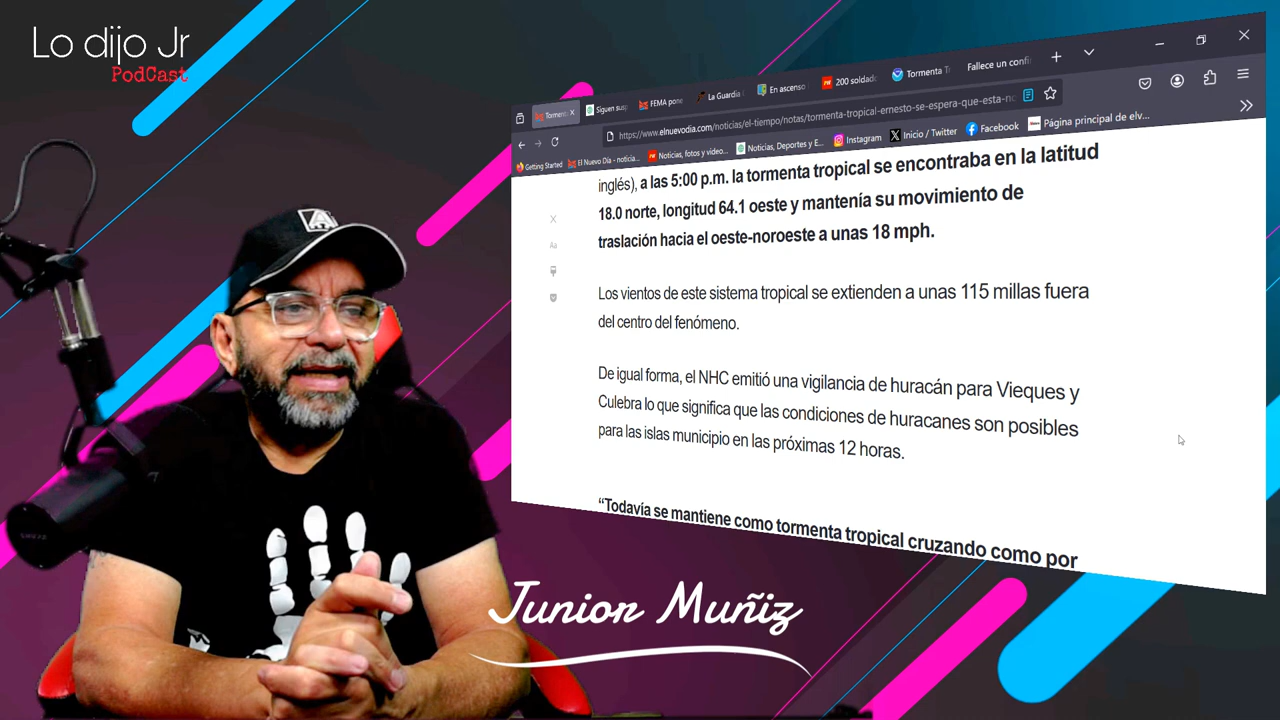 Lo dijo Jr
PodCast
Torment
Siguen sus
FEMA pone
La Guardia
En ascenso
200 soldado
Tormenta T
Fallece un confi
https://www.elnuevodia.com/noticias/el-tiempo/notas/tormenta-tropical-ernesto-se-espera-que-esta-no
Getting Started
El Nuevo Día - noticia...
Noticias, fotos y video...
Noticias, Deportes y E...
Instagram
Inicio / Twitter
Facebook
Página principal de elv...
inglés), a las 5:00 p.m. la tormenta tropical se encontraba en la latitud
18.0 norte, longitud 64.1 oeste y mantenía su movimiento de
traslación hacia el oeste-noroeste a unas 18 mph.
Aa
Los vientos de este sistema tropical se extienden a unas 115 millas fuera
del centro del fenómeno.
De igual forma, el NHC emitió una vigilancia de huracán para Vieques y
Culebra lo que significa que las condiciones de huracanes son posibles
para las islas municipio en las próximas 12 horas.
“Todavía se mantiene como tormenta tropical cruzando como por
Junior Muñiz